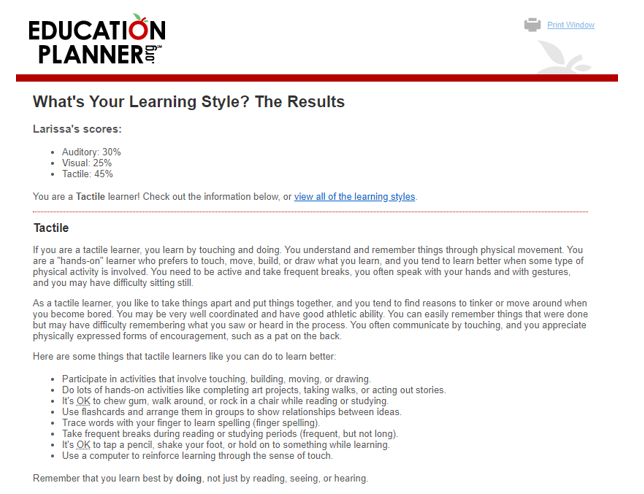 EDUCATION
PLANNER.org™
Print Window
What's Your Learning Style? The Results
Larissa's scores:
• Auditory: 30%
• Visual: 25%
• Tactile: 45%
You are a Tactile learner! Check out the information below, or view all of the learning styles.
Tactile
If you are a tactile learner, you learn by touching and doing. You understand and remember things through physical movement. You
are a "hands-on" learner who prefers to touch, move, build, or draw what you learn, and you tend to learn better when some type of
physical activity is involved. You need to be active and take frequent breaks, you often speak with your hands and with gestures,
and you may have difficulty sitting still.
As a tactile learner, you like to take things apart and put things together, and you tend to find reasons to tinker or move around when
you become bored. You may be very well coordinated and have good athletic ability. You can easily remember things that were done
but may have difficulty remembering what you saw or heard in the process. You often communicate by touching, and you appreciate
physically expressed forms of encouragement, such as a pat on the back.
Here are some things that tactile learners like you can do to learn better:
• Participate in activities that involve touching, building, moving, or drawing.
• Do lots of hands-on activities like completing art projects, taking walks, or acting out stories.
• It's OK to chew gum, walk around, or rock in a chair while reading or studying.
• Use flashcards and arrange them in groups to show relationships between ideas.
• Trace words with your finger to learn spelling (finger spelling).
• Take frequent breaks during reading or studying periods (frequent, but not long).
• It's OK to tap a pencil, shake your foot, or hold on to something while learning.
• Use a computer to reinforce learning through the sense of touch.
Remember that you learn best by doing, not just by reading, seeing, or hearing.